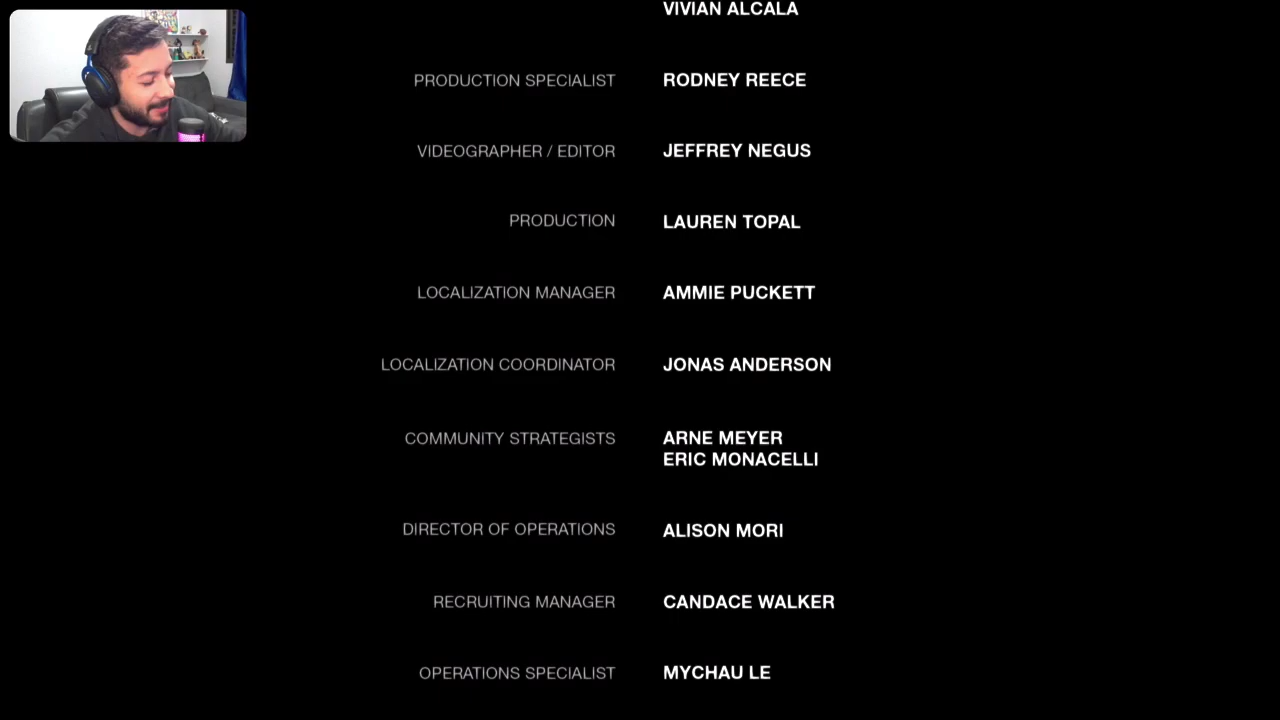 VIVIAN ALCALA
PRODUCTION SPECIALIST RODNEY REECE
VIDEOGRAPHER / EDITOR JEFFREY NEGUS
PRODUCTION LAUREN TOPAL
LOCALIZATION MANAGER AMMIE PUCKETT
LOCALIZATION COORDINATOR JONAS ANDERSON
COMMUNITY STRATEGISTS ARNE MEYER
ERIC MONACELLI
DIRECTOR OF OPERATIONS ALISON MORI
RECRUITING MANAGER CANDACE WALKER
OPERATIONS SPECIALIST MYCHAU LE